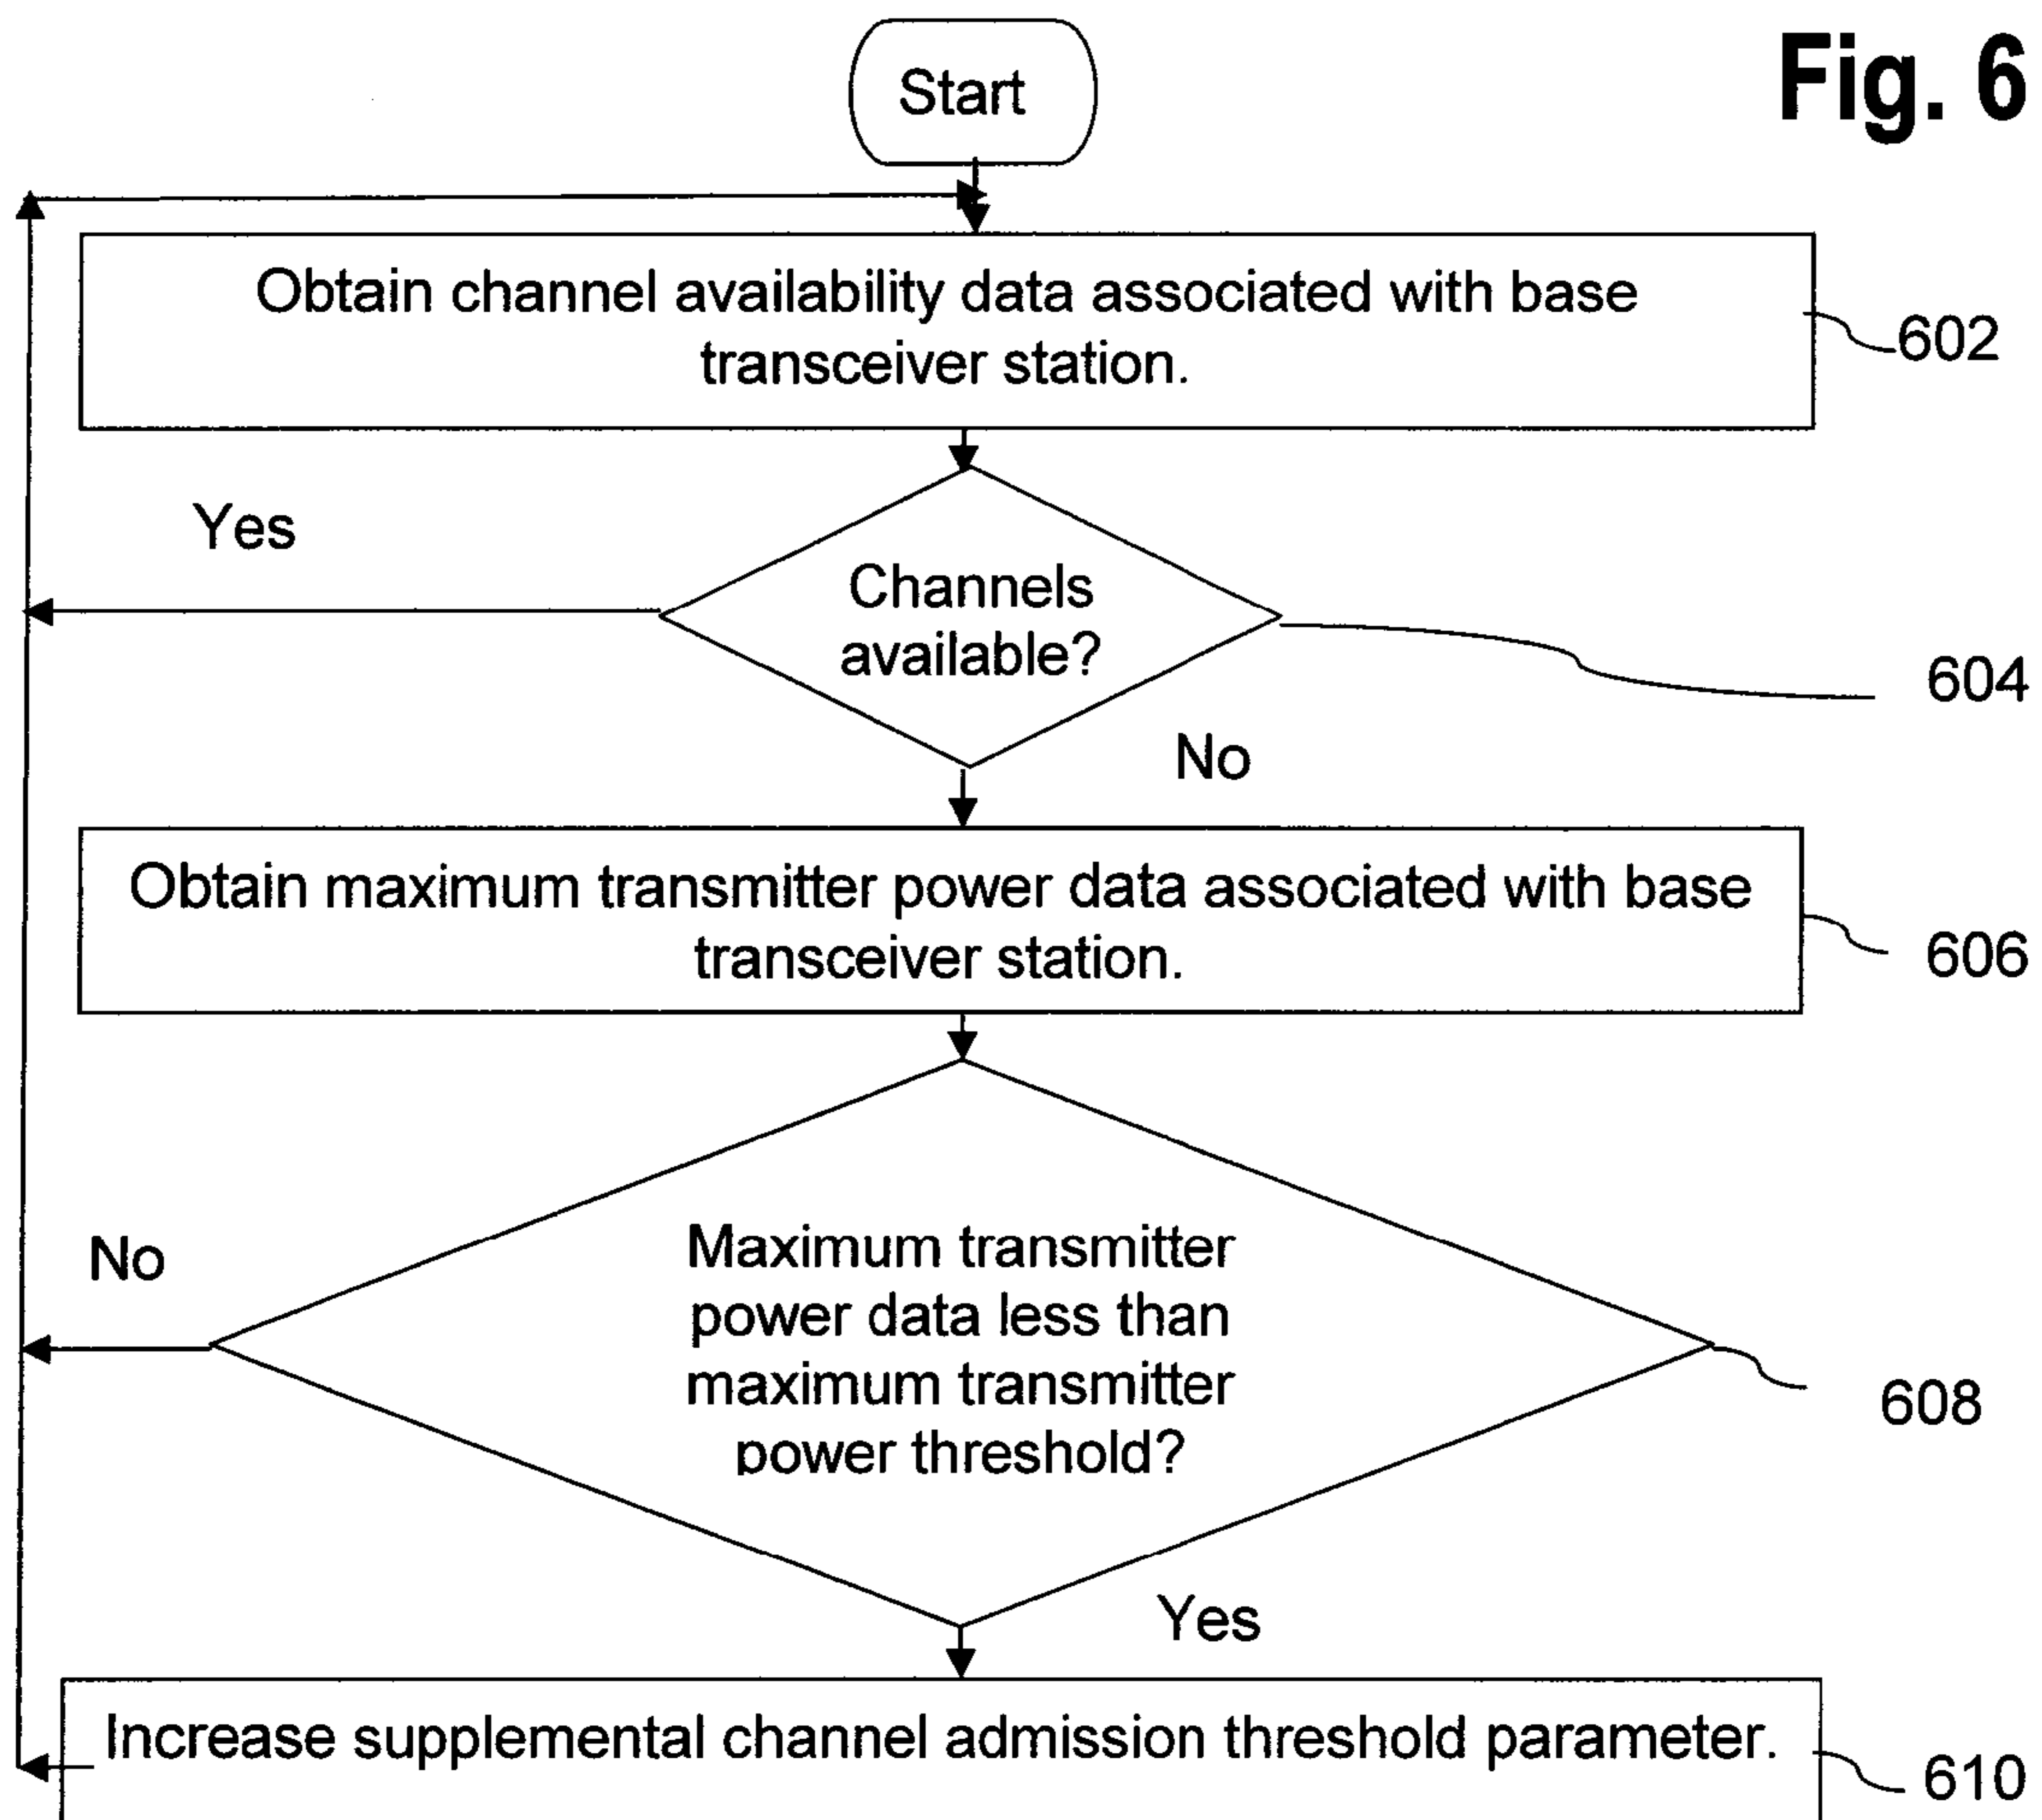 Fig. 6
Start
Obtain channel availability data associated with base
transceiver station.
602
Yes
Channels
available?
604
No
Obtain maximum transmitter power data associated with base
transceiver station.
606
No
Maximum transmitter
power data less than
maximum transmitter
power threshold?
608
Yes
Increase supplemental channel admission threshold parameter.
610